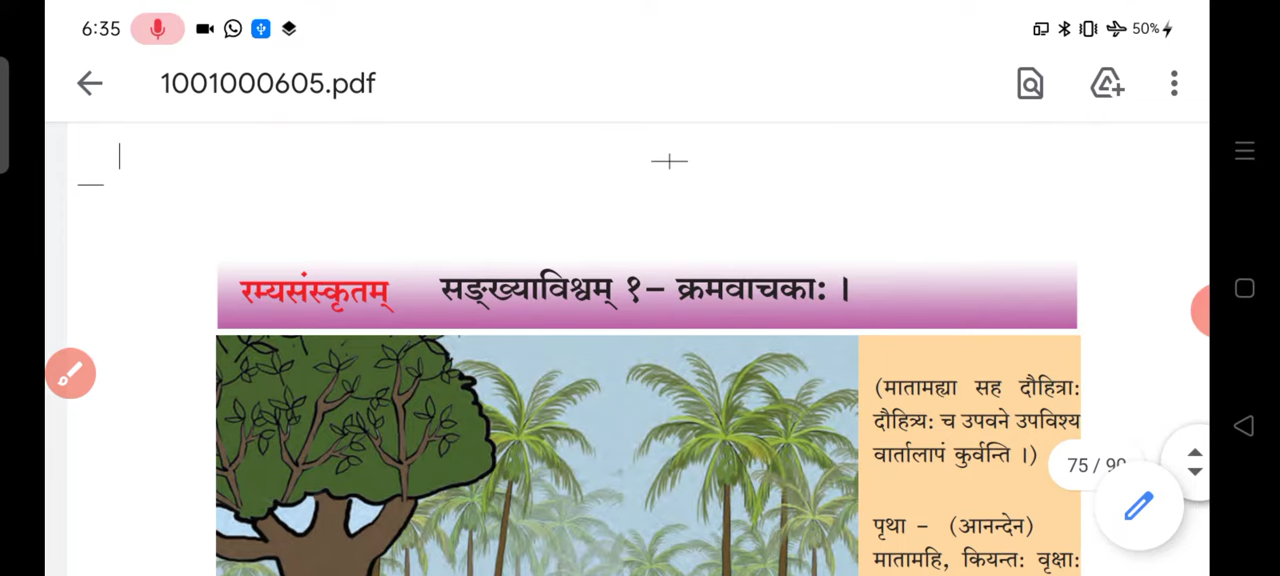 6:35
50%
1001000605.pdf
रम्यसंस्कृतम् सङ्ख्याविश्वम् १– क्रमवाचकाः ।
(मातामह्या सह दौहित्राः
दौहित्र्यः च उपवने उपविश्य
वार्तालापं कुर्वन्ति ।)
75 / 90
पृथा – (आनन्देन)
मातामहि, कियन्तः वृक्षाः